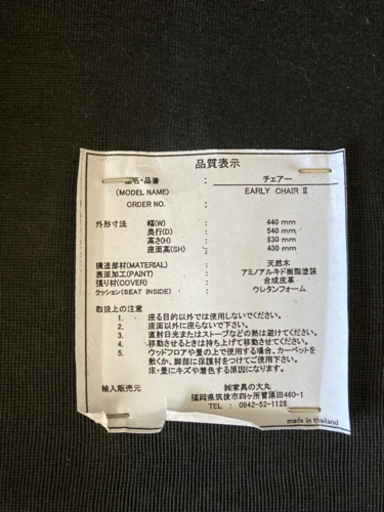 品質表示
品名・品番 : チェアー
(MODEL NAME) EARLY CHAIR Ⅱ
ORDER NO. :
外形寸法 幅(W) : 440 mm
奥行(D) : 540 mm
高さ(H) : 830 mm
座面高(SH) : 430 mm
構造部材(MATERIAL) : 天然木
表面加工(PAINT) : アミノアルキド樹脂塗装
張り材(COVER) : 合成皮革
クッション(SEAT INSIDE) : ウレタンフォーム
取扱上の注意
1. 座る目的以外では使用しないでください。
2. 座面以外に座らないで下さい。
3. 直射日光またはストーブなどの熱は避けてください。
4. 移動させるときは持ち上げて移動させてください。
5. ウッドフロアや畳の上で使用する場合、カーペットを
敷くか、脚部に保護材をつけてご使用下さい。
床・畳にキズや着色する原因になります。
輸入販売元 ㈱家具の大丸
福岡県筑後市四ヶ所賀原田460-1
TEL : 0942-52-1128
made in thailand